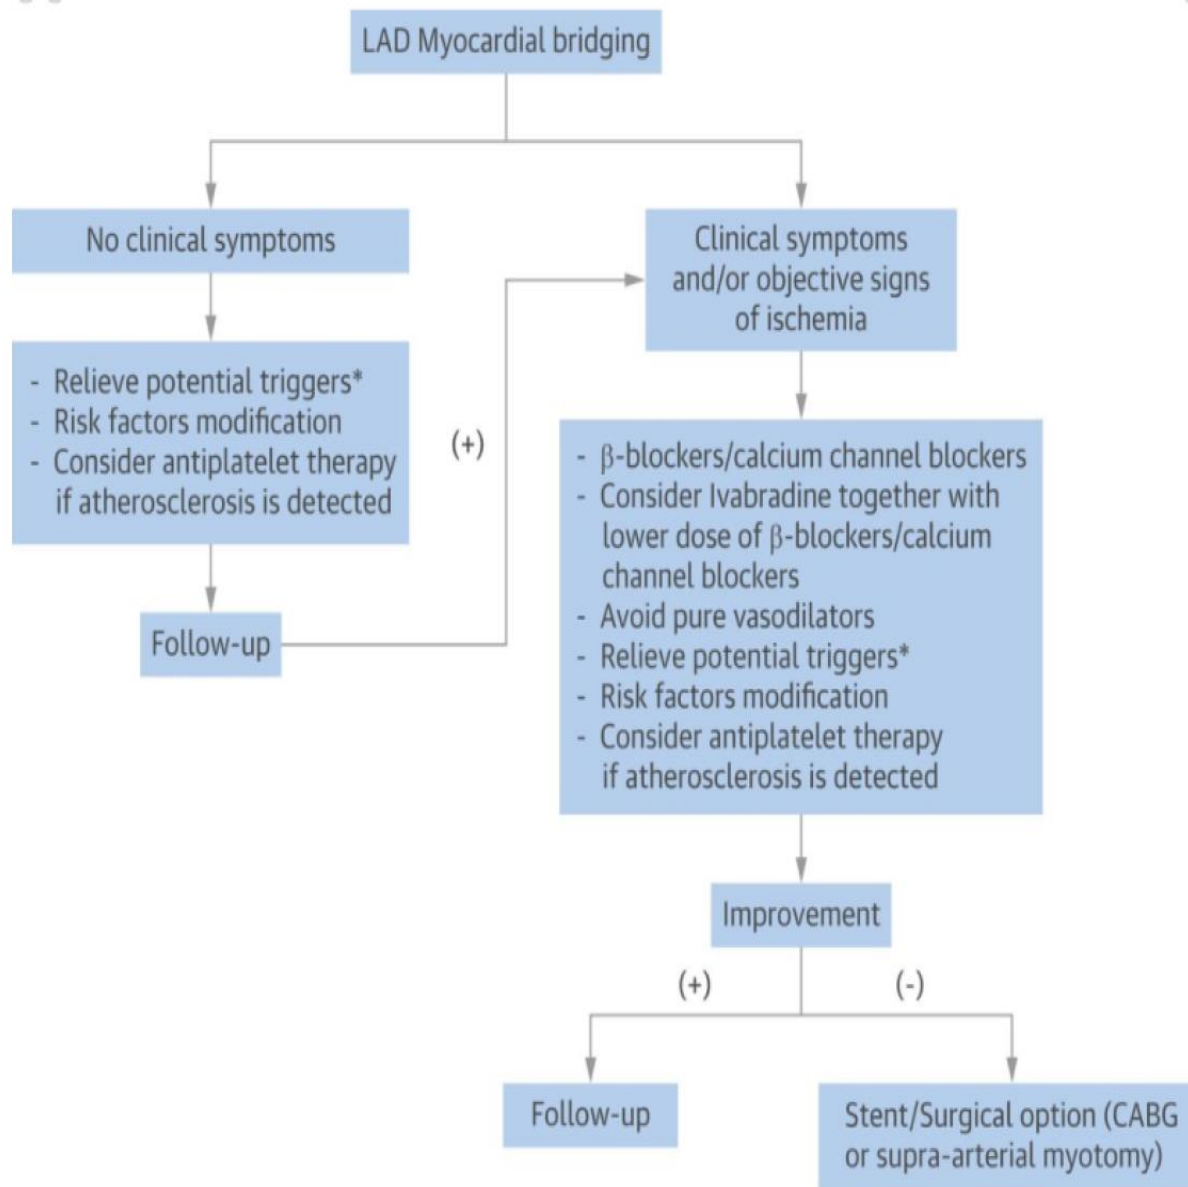 LAD Myocardial bridging
No clinical symptoms
- Relieve potential triggers*
- Risk factors modification
- Consider antiplatelet therapy
if atherosclerosis is detected
Follow-up
(+)
Clinical symptoms
and/or objective signs
of ischemia
- β-blockers/calcium channel blockers
- Consider Ivabradine together with
lower dose of β-blockers/calcium
channel blockers
- Avoid pure vasodilators
- Relieve potential triggers*
- Risk factors modification
- Consider antiplatelet therapy
if atherosclerosis is detected
Improvement
(+)
(-)
Follow-up
Stent/Surgical option (CABG
or supra-arterial myotomy)